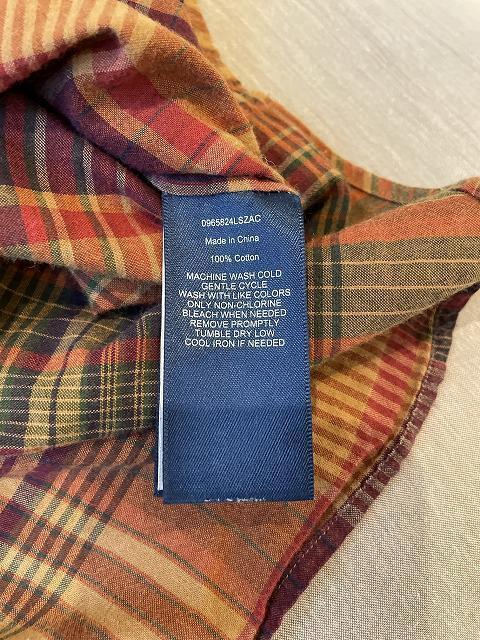 0965824LSZAC
Made in China
100% Cotton
MACHINE WASH COLD
GENTLE CYCLE
WASH WITH LIKE COLORS
ONLY NON-CHLORINE
BLEACH WHEN NEEDED
REMOVE PROMPTLY
TUMBLE DRY LOW
COOL IRON IF NEEDED